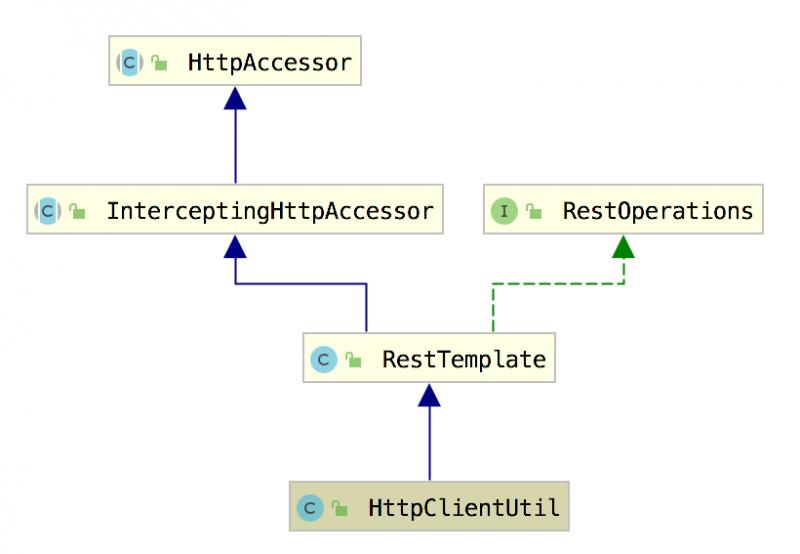 C HttpAccessor
C InterceptingHttpAccessor
I RestOperations
C RestTemplate
C HttpClientUtil